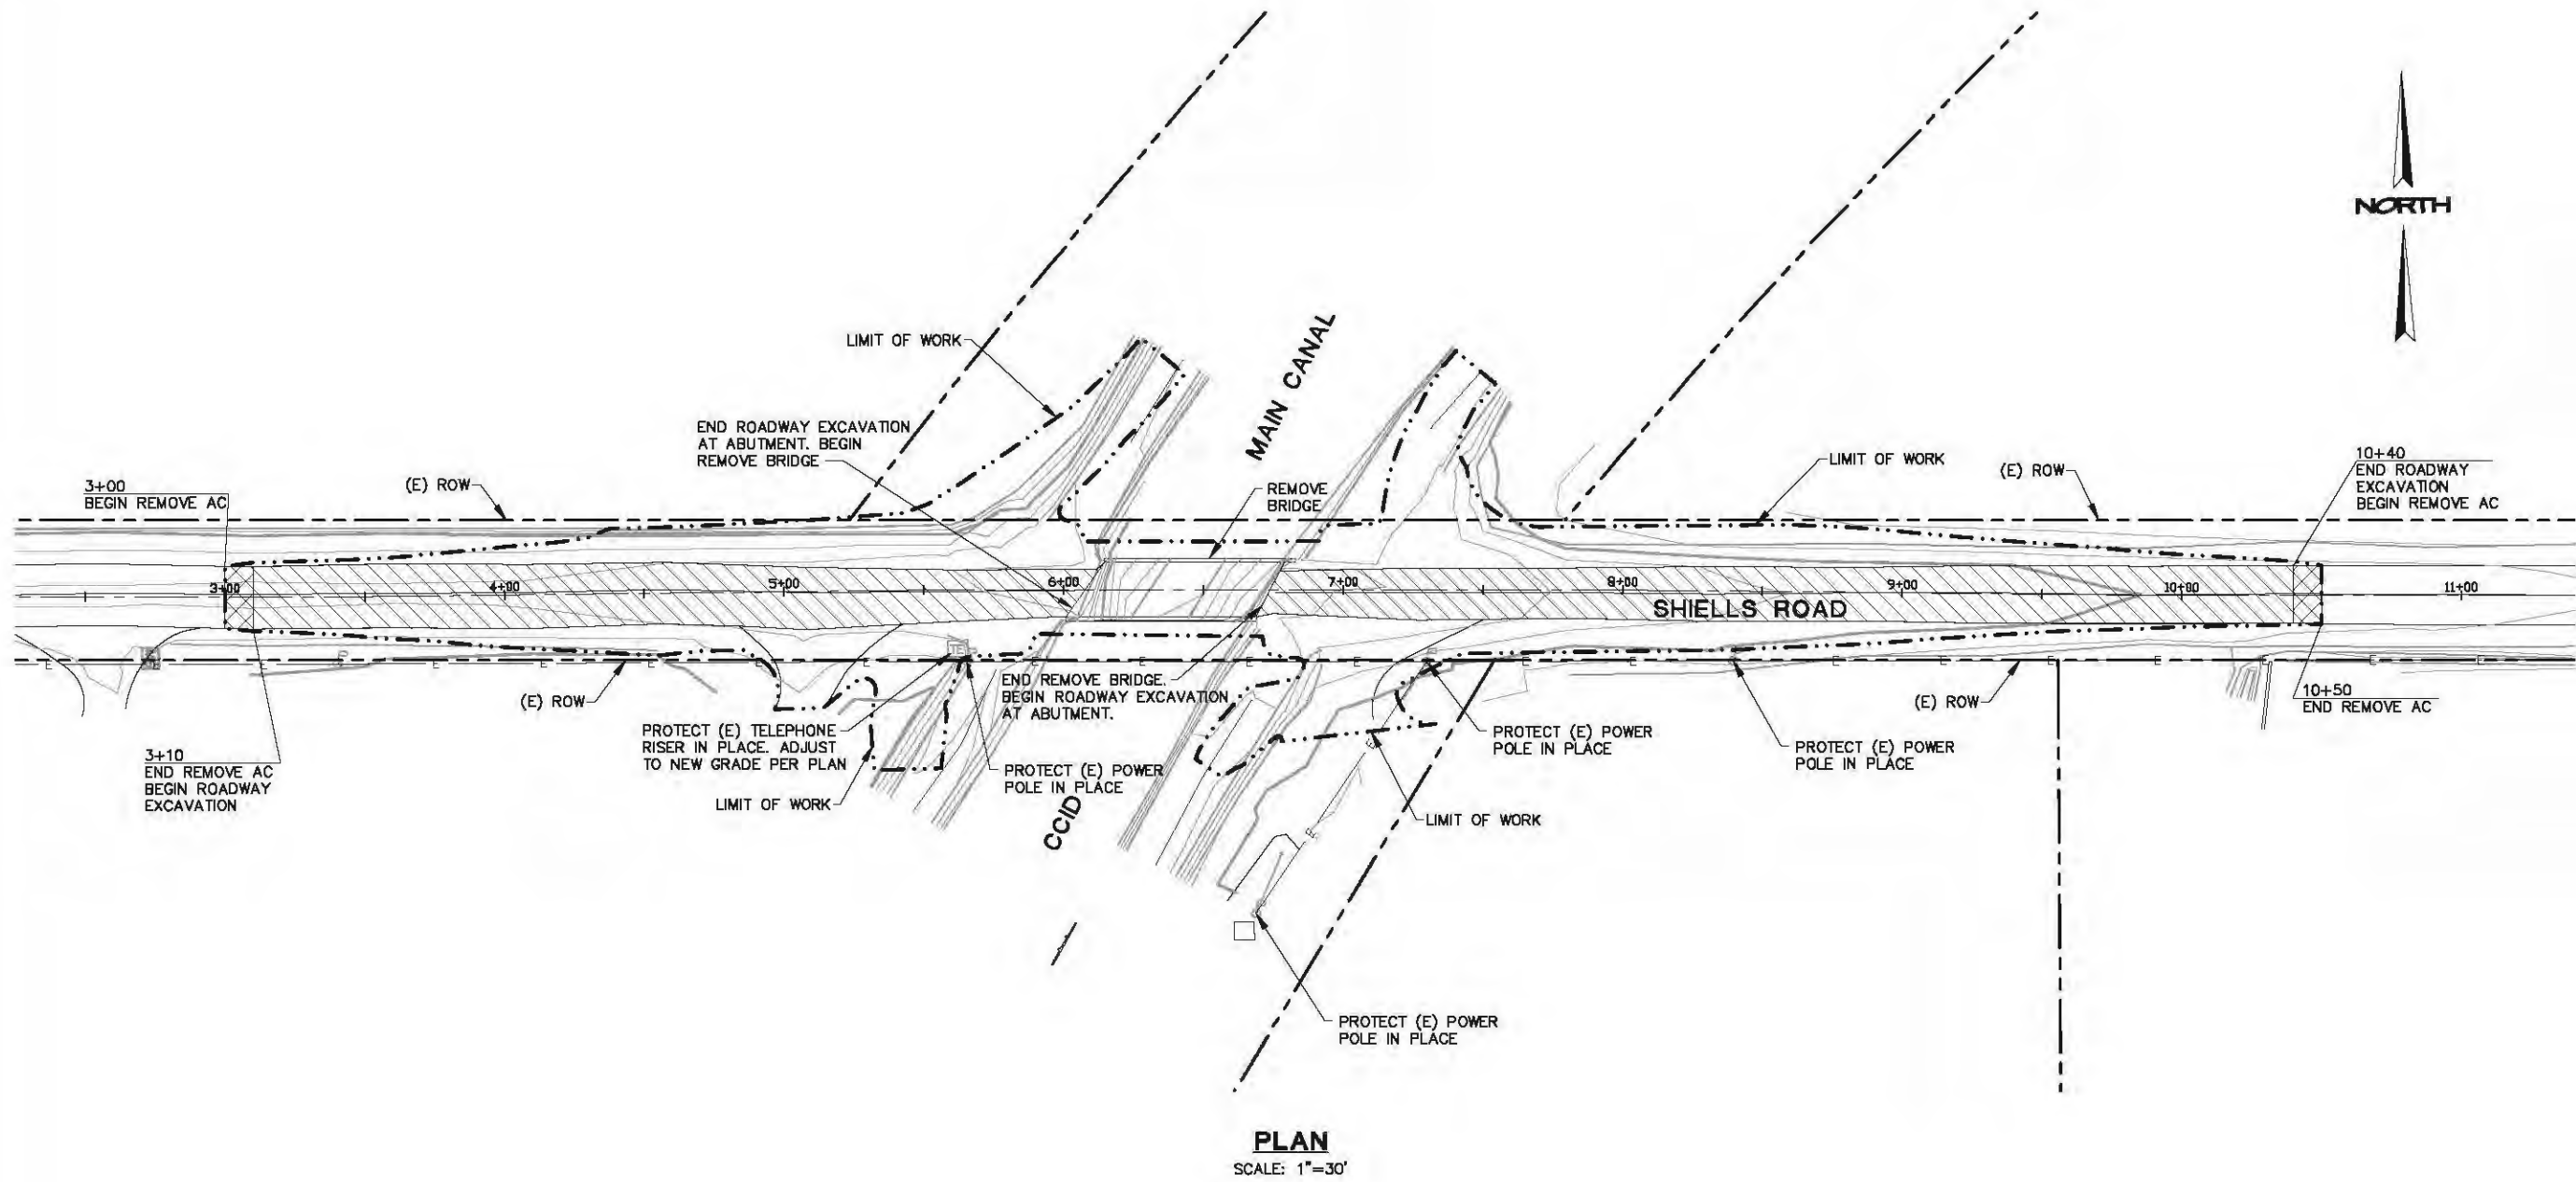 NORTH
LIMIT OF WORK
MAIN CANAL
END ROADWAY EXCAVATION
AT ABUTMENT. BEGIN
REMOVE BRIDGE
3+00
BEGIN REMOVE AC
(E) ROW
REMOVE
BRIDGE
LIMIT OF WORK
(E) ROW
10+40
END ROADWAY
EXCAVATION
BEGIN REMOVE AC
3+00
4+00
5+00
6+00
7+00
8+00
9+00
10+00
11+00
SHIELLS ROAD
(E) ROW
PROTECT (E) TELEPHONE
RISER IN PLACE. ADJUST
TO NEW GRADE PER PLAN
END REMOVE BRIDGE.
BEGIN ROADWAY EXCAVATION
AT ABUTMENT.
(E) ROW
10+50
END REMOVE AC
3+10
END REMOVE AC
BEGIN ROADWAY
EXCAVATION
LIMIT OF WORK
PROTECT (E) POWER
POLE IN PLACE
PROTECT (E) POWER
POLE IN PLACE
PROTECT (E) POWER
POLE IN PLACE
CCID
LIMIT OF WORK
PROTECT (E) POWER
POLE IN PLACE
PLAN
SCALE: 1"=30'